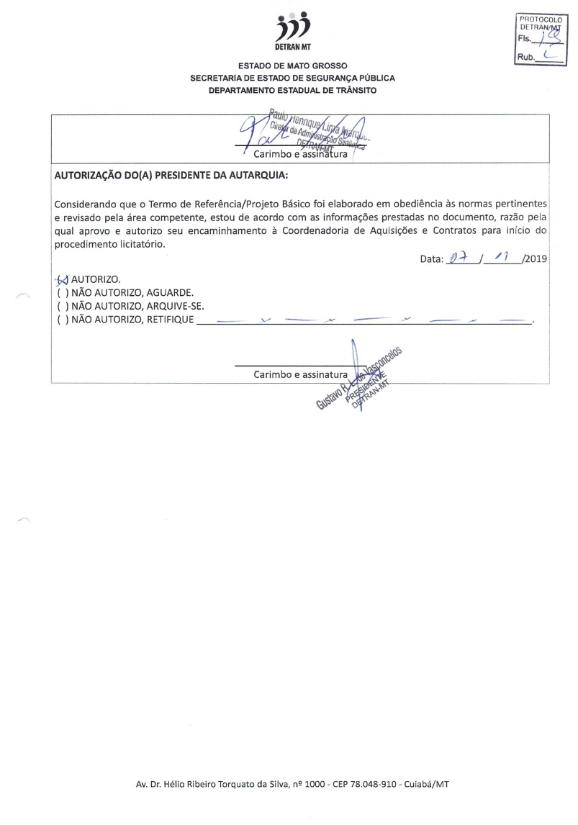 DETRAN MT
PROTOCOLO
DETRAN/MT
Fls.
Rub.
ESTADO DE MATO GROSSO
SECRETARIA DE ESTADO DE SEGURANÇA PÚBLICA
DEPARTAMENTO ESTADUAL DE TRÂNSITO
Paulo Henrique Lima
Diretor de Administração
DETRAN-MT
Carimbo e assinatura
AUTORIZAÇÃO DO(A) PRESIDENTE DA AUTARQUIA:
Considerando que o Termo de Referência/Projeto Básico foi elaborado em obediência às normas pertinentes
e revisado pela área competente, estou de acordo com as informações prestadas no documento, razão pela
qual aprovo e autorizo seu encaminhamento à Coordenadoria de Aquisições e Contratos para início do
procedimento licitatório.
Data: 07 / 11 /2019
(x) AUTORIZO.
( ) NÃO AUTORIZO, AGUARDE.
( ) NÃO AUTORIZO, ARQUIVE-SE.
( ) NÃO AUTORIZO, RETIFIQUE
Carimbo e assinatura
Gustavo R. L. de Vasconcelos
PRESIDENTE
DETRAN-MT
Av. Dr. Hélio Ribeiro Torquato da Silva, nº 1000 - CEP 78.048-910 - Cuiabá/MT